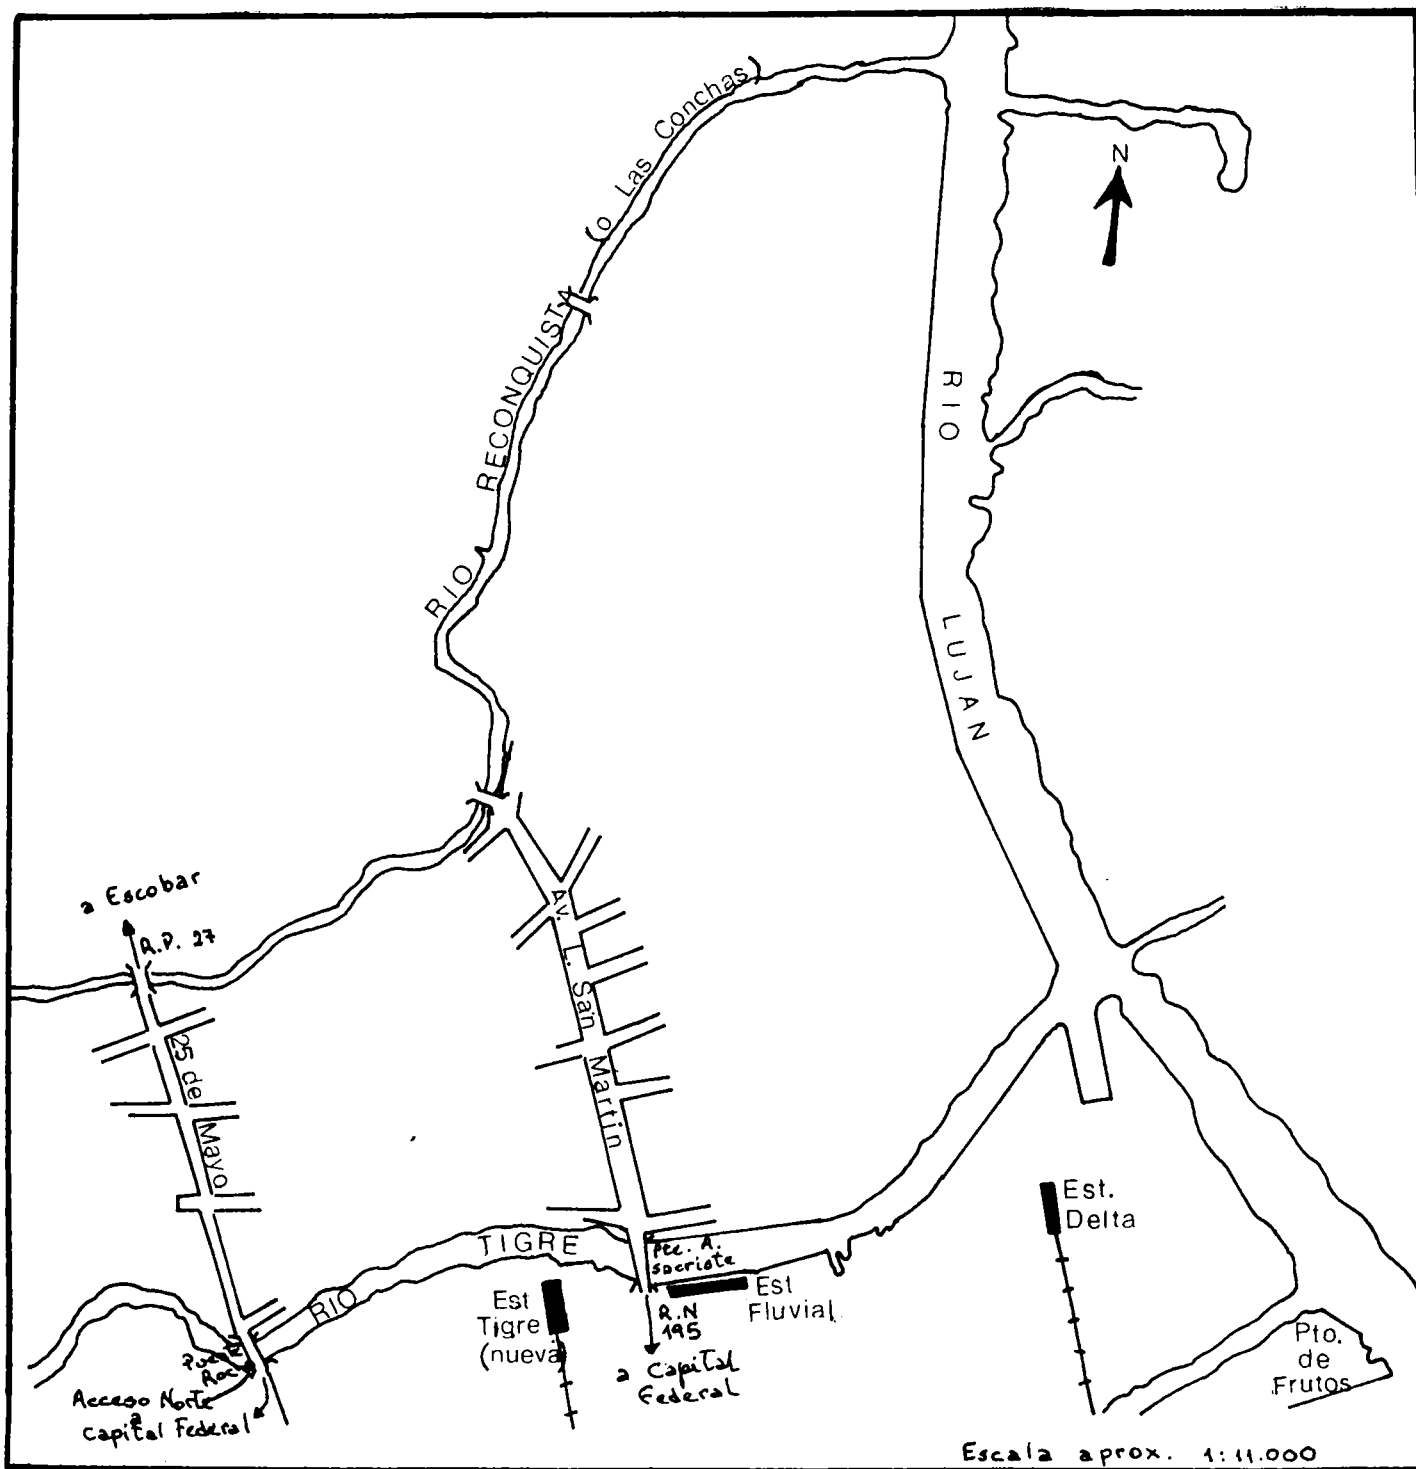 (o Las Conchas)
N
RIO RECONQUISTA
RIO LUJAN
a Escobar
R.P. 27
Av. L. San Martin
25 de Mayo
Est.
Delta
RIO TIGRE
Pte. A.
Sacriste
Est
Fluvial
Est
Tigre
(nueva)
R.N
195
a Capital
Federal
Pto.
de
Frutos
Acceso Norte
a
Capital Federal
Escala aprox. 1:11.000